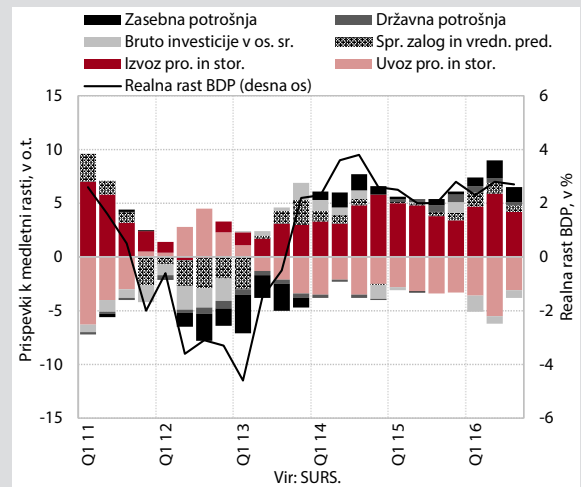 Zasebna potrošnja
Državna potrošnja
Bruto investicije v os. sr.
Spr. zalog in vredn. pred.
Izvoz pro. in stor.
Uvoz pro. in stor.
Realna rast BDP (desna os)
Prispevki k medletni rasti, v o.t.
15
10
5
0
-5
-10
-15
6
4
2
0
-2
-4
-6
Realna rast BDP, v %
Q1 11
Q1 12
Q1 13
Q1 14
Q1 15
Q1 16
Vir: SURS.